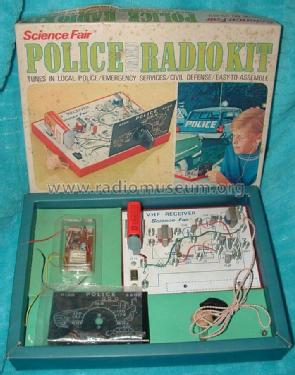 Science Fair
POLICE RADIO KIT
TUNES IN LOCAL POLICE/EMERGENCY SERVICES/CIVIL DEFENSE/EASY-TO-ASSEMBLE
POLICE
© www.radiomuseum.org
VHF RECEIVER
Science Fair
POLICE